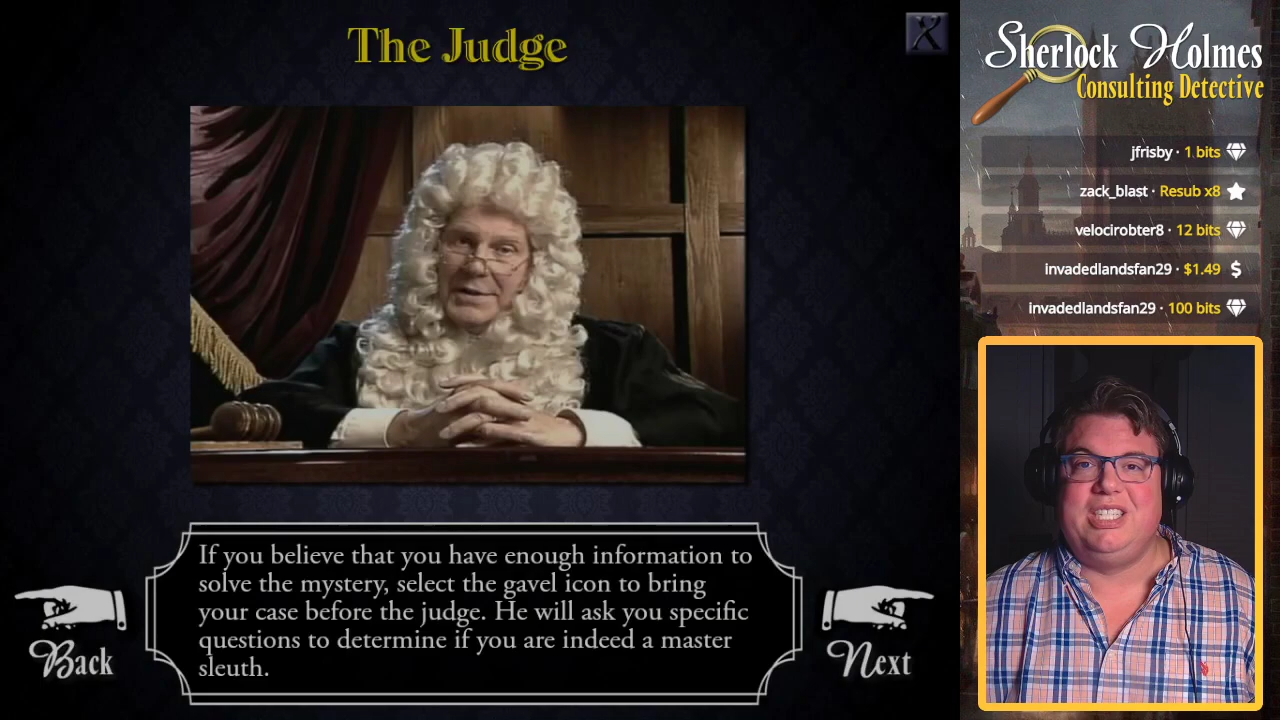 The Judge
X
Sherlock Holmes
Consulting Detective
jfrisby · 1 bits
zack_blast · Resub x8
velocirobter8 · 12 bits
invadedlandsfan29 · $1.49 $
invadedlandsfan29 · 100 bits
If you believe that you have enough information to
solve the mystery, select the gavel icon to bring
your case before the judge. He will ask you specific
questions to determine if you are indeed a master
sleuth.
Back
Next